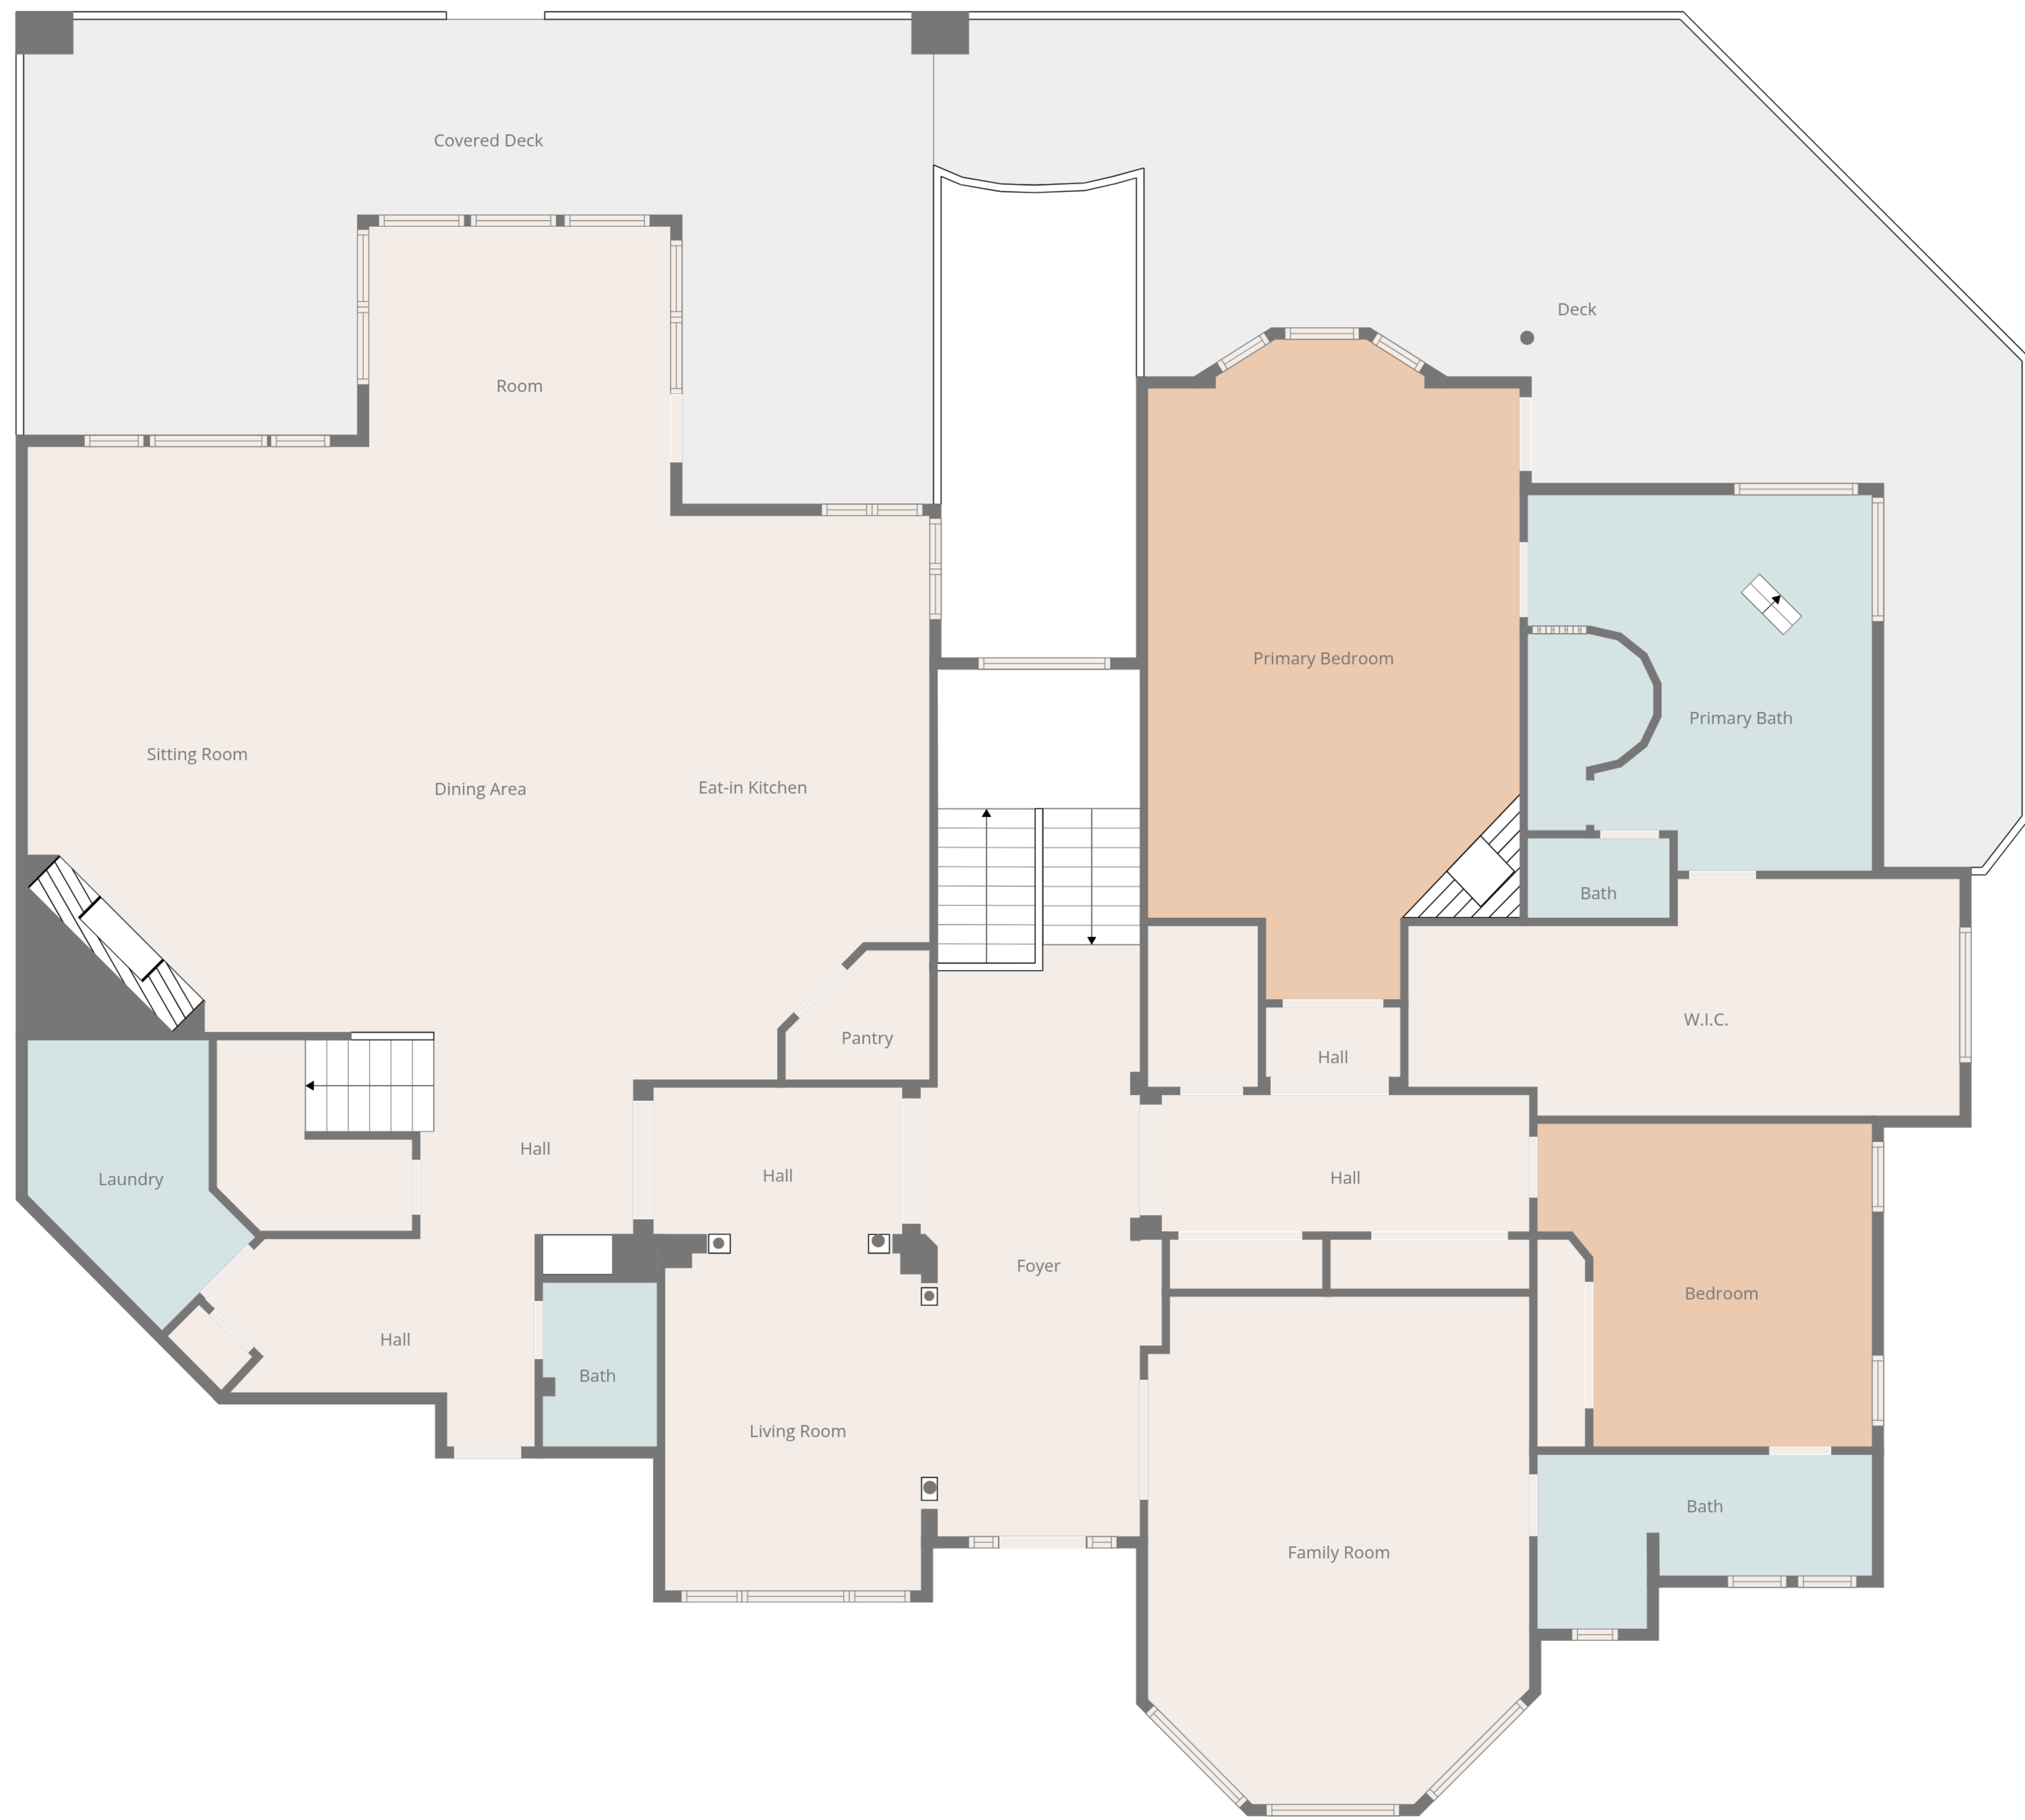 Covered Deck
Deck
Room
Primary Bedroom
Primary Bath
Sitting Room
Dining Area
Eat-in Kitchen
Bath
W.I.C.
Pantry
Hall
Hall
Hall
Hall
Laundry
Foyer
Bedroom
Hall
Bath
Living Room
Bath
Family Room